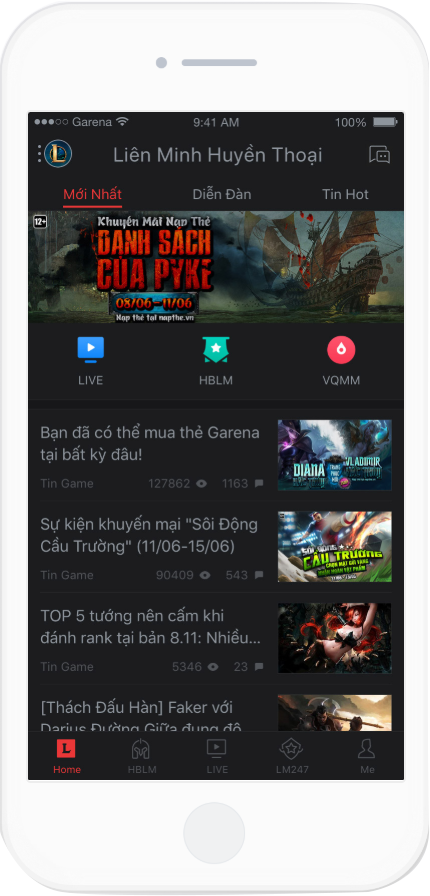 Garena
9:41 AM
100%
Liên Minh Huyền Thoại
Mới Nhất
Diễn Đàn
Tin Hot
12+
Khuyến Mãi Nạp Thẻ
DANH SÁCH
CỦA PYKE
08/06-11/06
Nạp thẻ tại napthe.vn
LIVE
HBLM
VQMM
Bạn đã có thể mua thẻ Garena
tại bất kỳ đâu!
Tin Game
127862
1163
DIANA
VLADIMIR
Sự kiện khuyến mại "Sôi Động
Cầu Trường" (11/06-15/06)
Tin Game
90409
543
SÔI ĐỘNG
CẦU TRƯỜNG
TOP 5 tướng nên cấm khi
đánh rank tại bản 8.11: Nhiều...
Tin Game
5346
23
[Thách Đấu Hàn] Faker với
Darius Đường Giữa đụng độ
L
Home
HBLM
LIVE
LM247
Me